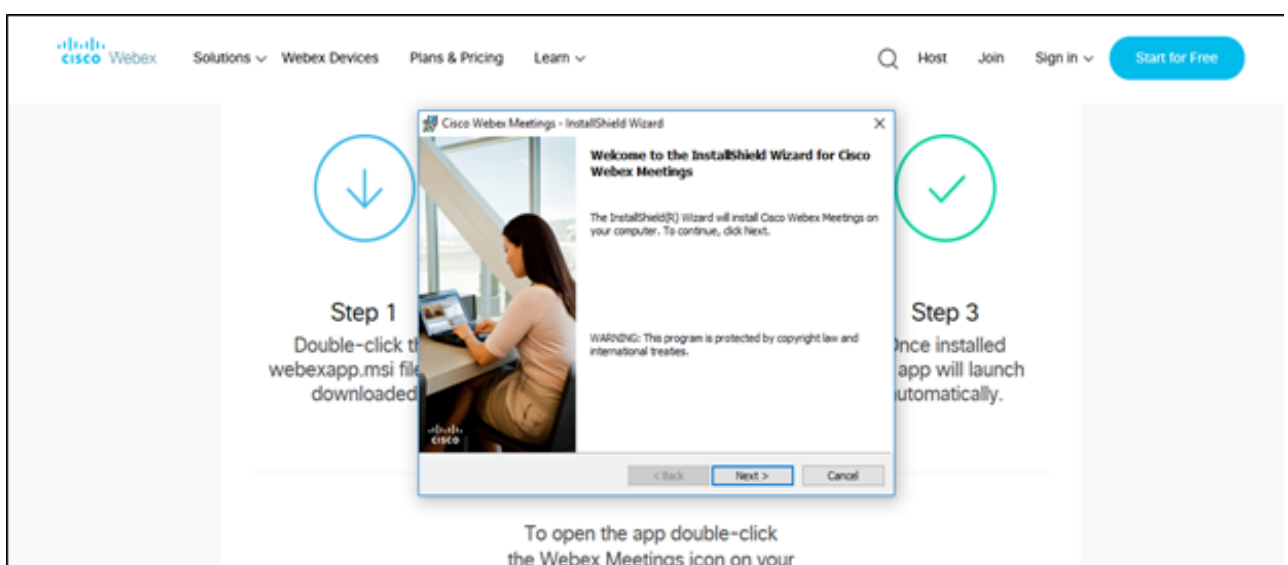 cisco Webex Solutions Webex Devices Plans & Pricing Learn Host Join Sign in Start for Free
Cisco Webex Meetings - InstallShield Wizard
Welcome to the InstallShield Wizard for Cisco
Webex Meetings
The InstallShield(R) Wizard will install Cisco Webex Meetings on
your computer. To continue, click Next.
WARNING: This program is protected by copyright law and
international treaties.
CISCO
< Back Next > Cancel
Step 1
Double-click
webexapp.msi
downloaded
Step 3
installed
app will launch
To open the app double-click
the Webex Meetings icon on your